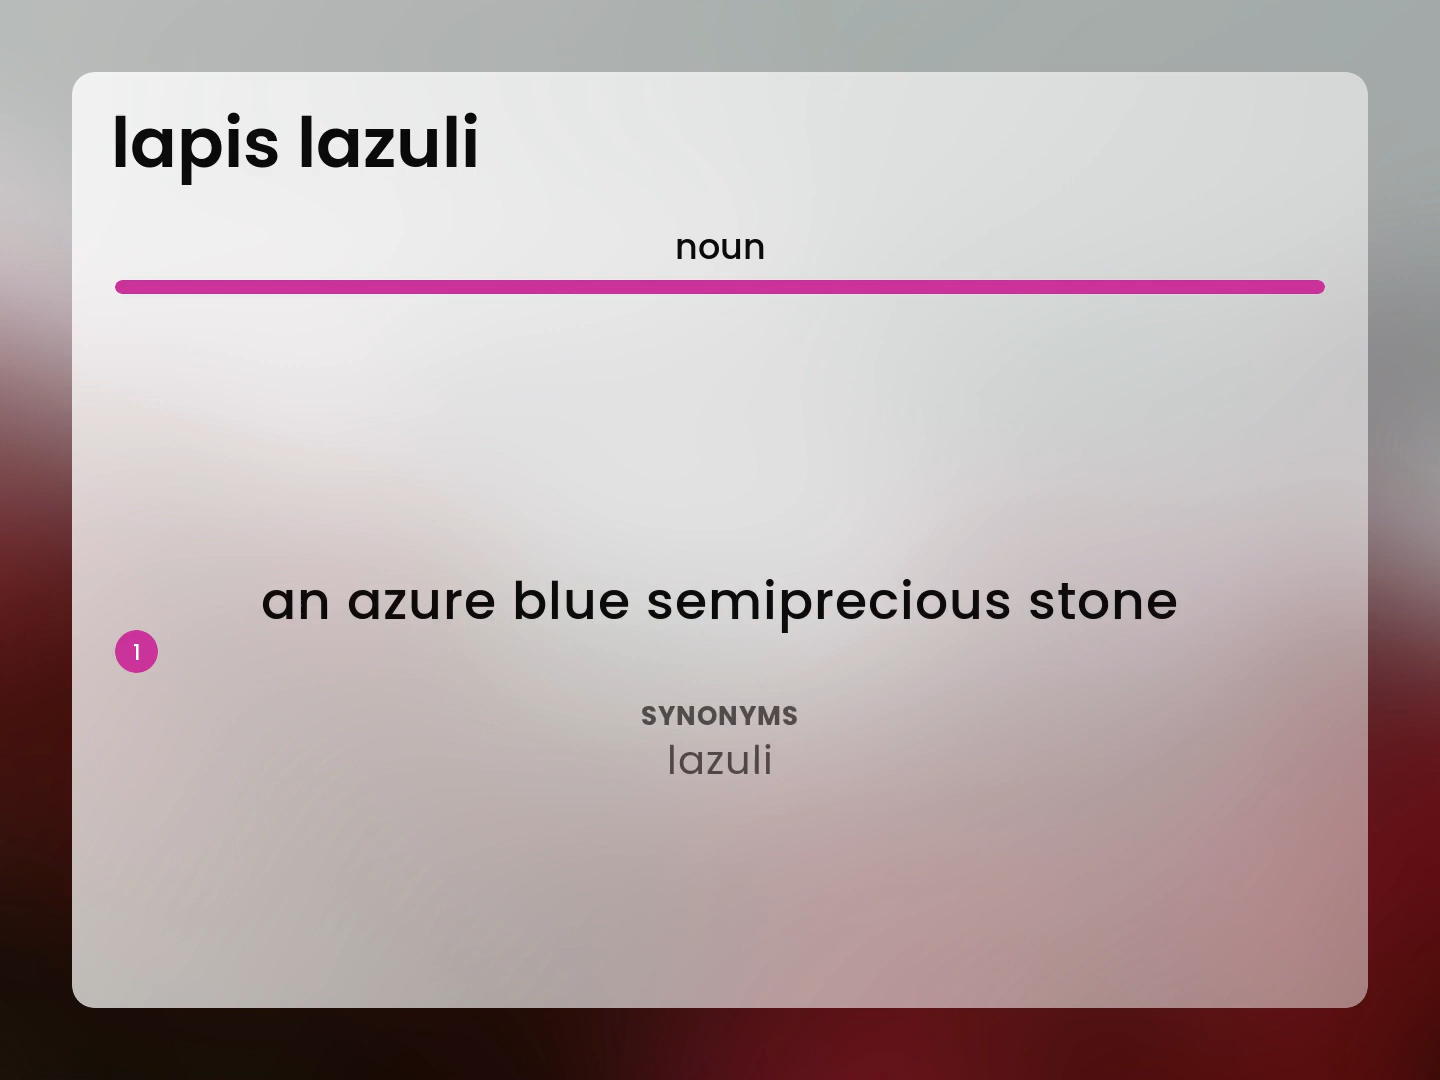 lapis lazuli
noun
an azure blue semiprecious stone
1
SYNONYMS
lazuli